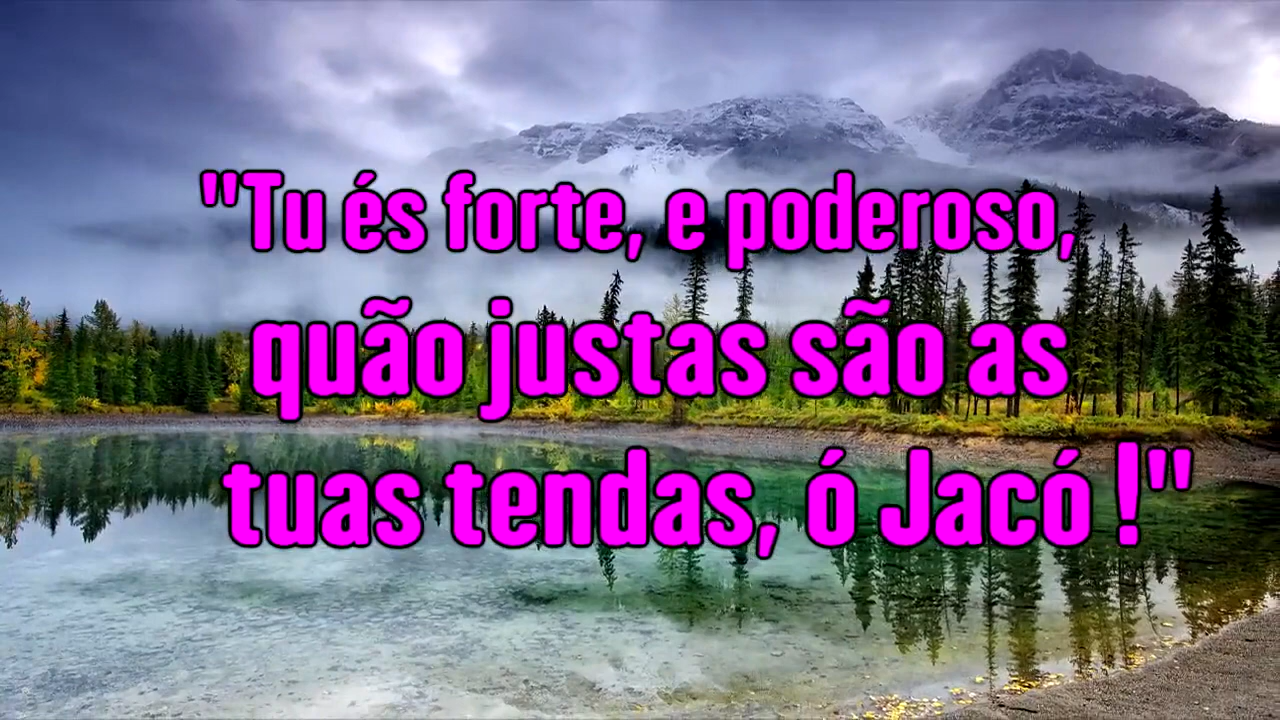 "Tu és forte, e poderoso,
quão justas são as
tuas tendas, ó Jacó !"